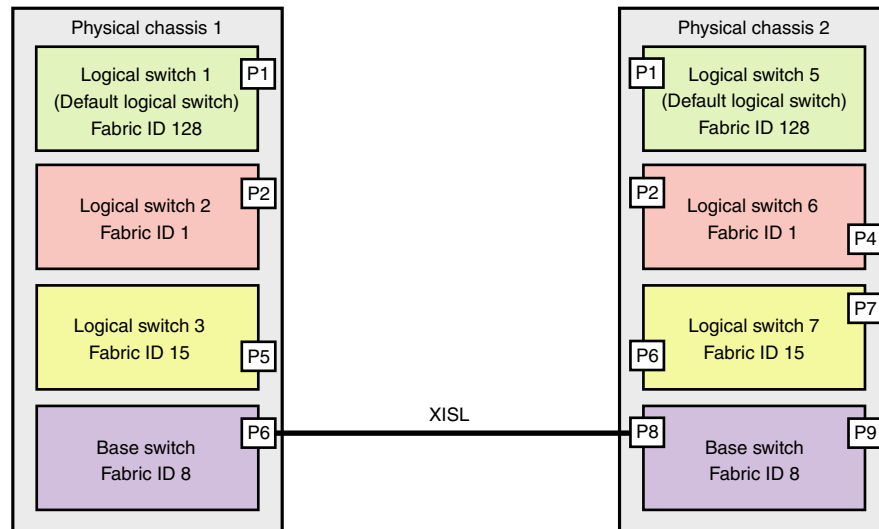 Physical chassis 1
Logical switch 1
(Default logical switch)
Fabric ID 128
P1
Logical switch 2
Fabric ID 1
P2
Logical switch 3
Fabric ID 15
P5
Base switch
Fabric ID 8
P6
XISL
Physical chassis 2
P1
Logical switch 5
(Default logical switch)
Fabric ID 128
P2
Logical switch 6
Fabric ID 1
P4
P7
Logical switch 7
Fabric ID 15
P6
P8
Base switch
Fabric ID 8
P9